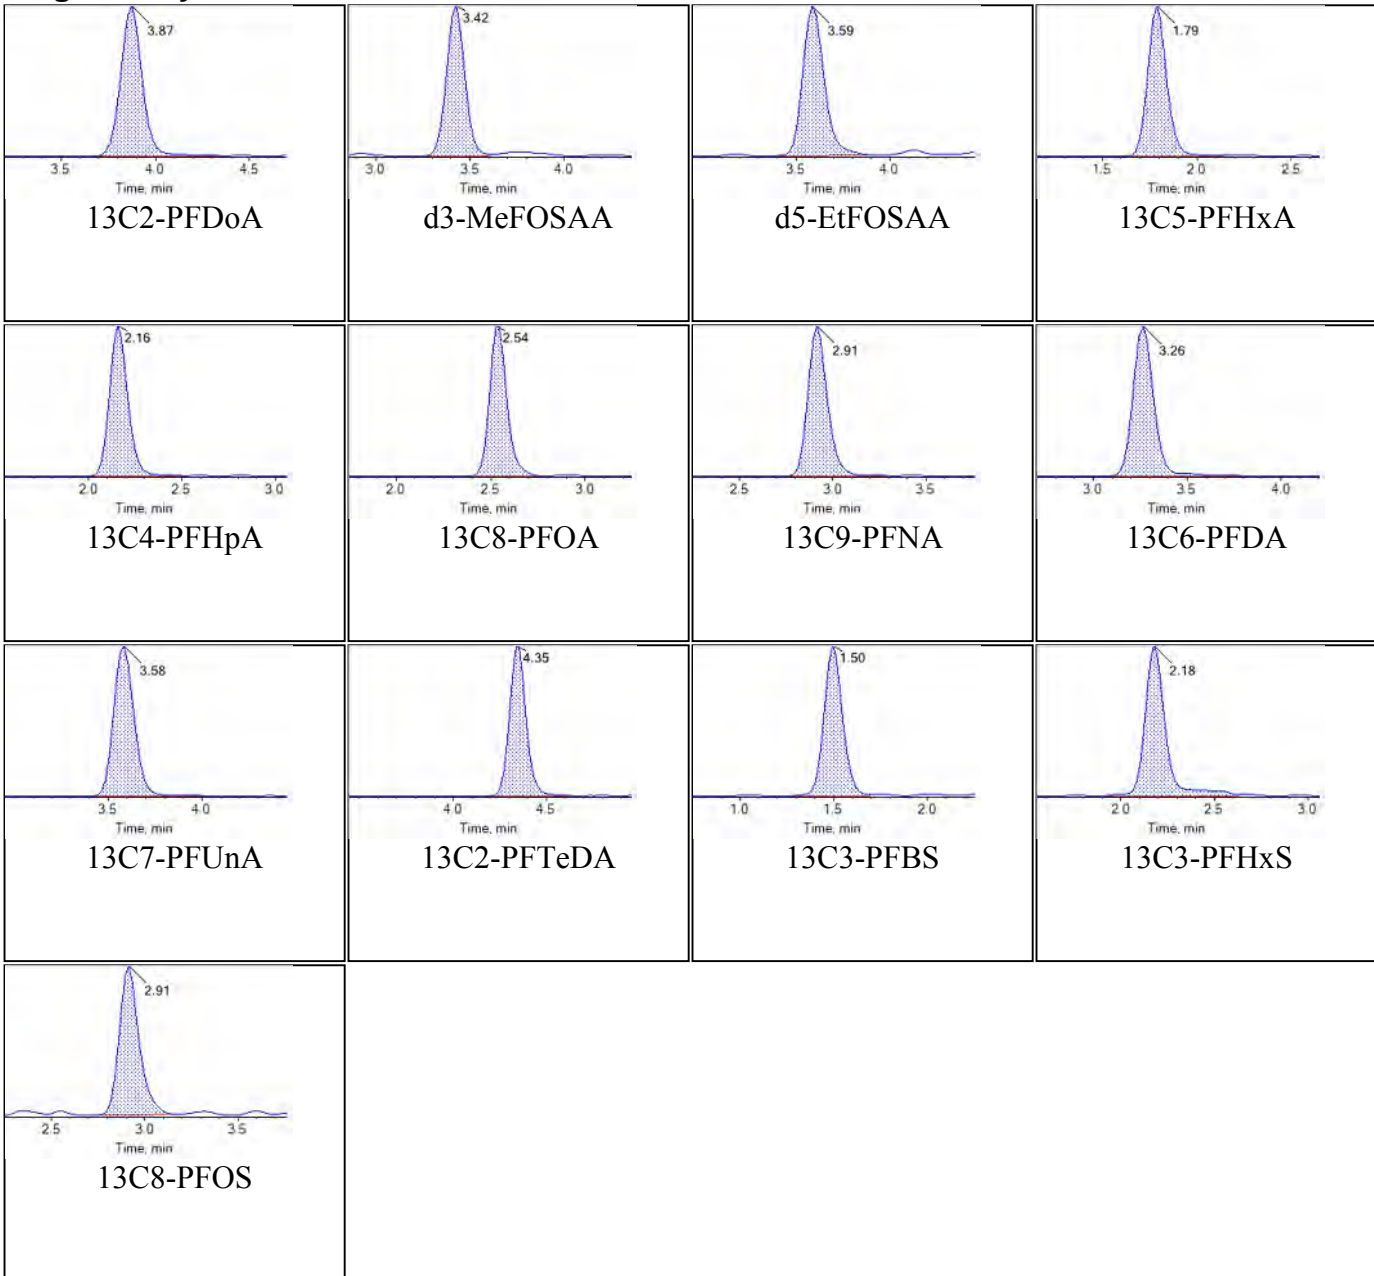 3.87
3.5 4.0 4.5
Time, min
13C2-PFDoA
3.42
3.0 3.5 4.0
Time, min
d3-MeFOSAA
3.59
3.5 4.0
Time, min
d5-EtFOSAA
1.79
1.5 2.0 2.5
Time, min
13C5-PFHxA
2.16
2.0 2.5 3.0
Time, min
13C4-PFHpA
2.54
2.0 2.5 3.0
Time, min
13C8-PFOA
2.91
2.5 3.0 3.5
Time, min
13C9-PFNA
3.26
3.0 3.5 4.0
Time, min
13C6-PFDA
3.58
3.5 4.0
Time, min
13C7-PFUnA
4.35
4.0 4.5
Time, min
13C2-PFTeDA
1.50
1.0 1.5 2.0
Time, min
13C3-PFBS
2.18
2.0 2.5 3.0
Time, min
13C3-PFHxS
2.91
2.5 3.0 3.5
Time, min
13C8-PFOS